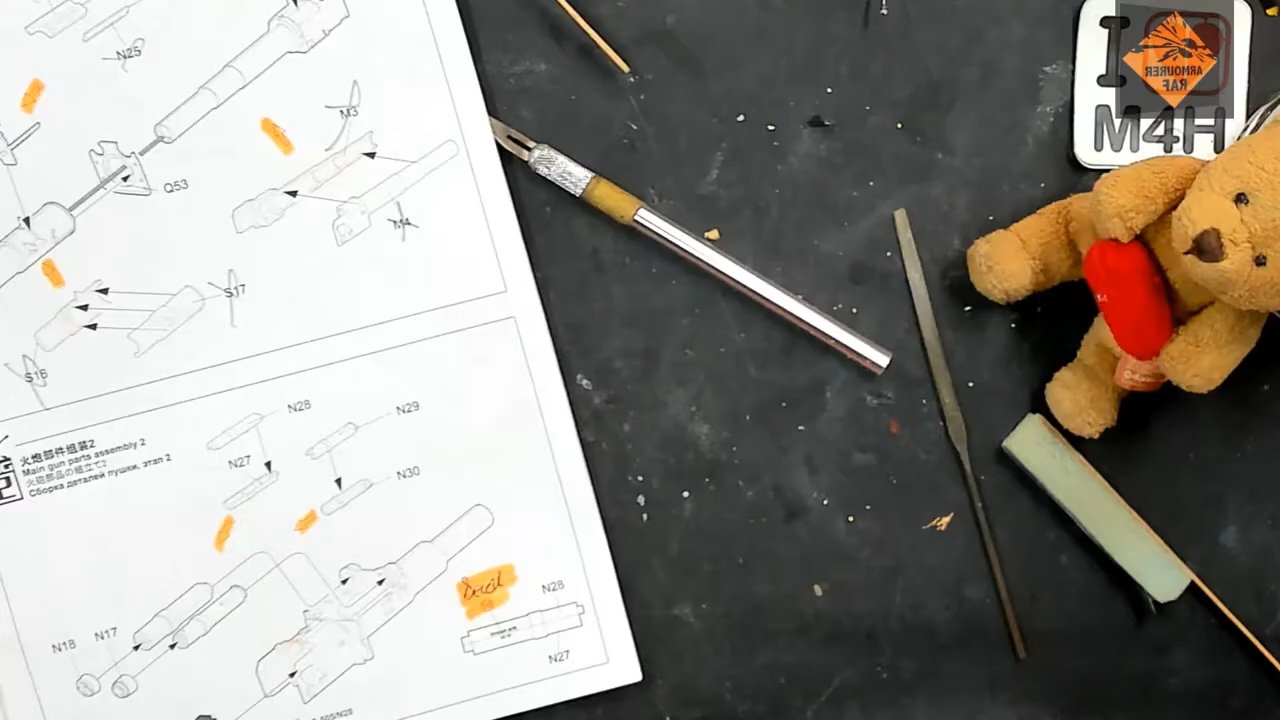 N25
M3
Q53
M4
S17
S16
火炮部件组装2
Main gun parts assembly 2
火砲部品の組立て2
Сборка деталей пушки, этап 2
N28
N29
N27
N30
N18
N17
Decal
N28
N27
I
M4H
ARMOURER
RAF